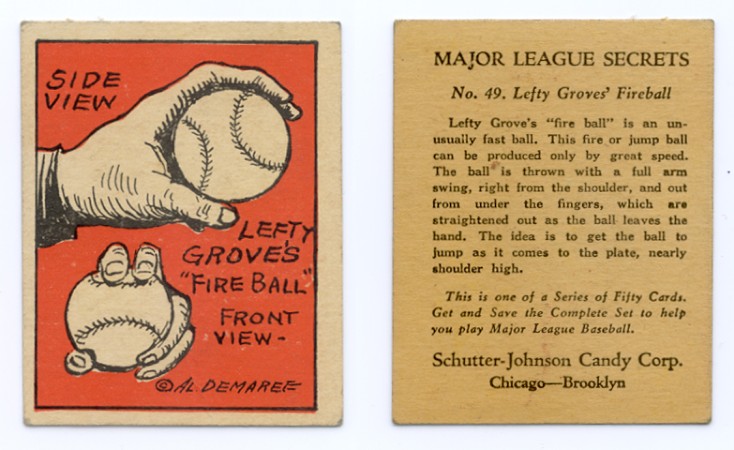 SIDE
VIEW
LEFTY
GROVE'S
"FIRE BALL"
FRONT
VIEW-
©AL DEMAREE
MAJOR LEAGUE SECRETS
No. 49. Lefty Groves' Fireball
Lefty Grove's "fire ball" is an un-
usually fast ball. This fire or jump ball
can be produced only by great speed.
The ball is thrown with a full arm
swing, right from the shoulder, and out
from under the fingers, which are
straightened out as the ball leaves the
hand. The idea is to get the ball to
jump as it comes to the plate, nearly
shoulder high.
This is one of a Series of Fifty Cards.
Get and Save the Complete Set to help
you play Major League Baseball.
Schutter-Johnson Candy Corp.
Chicago—Brooklyn